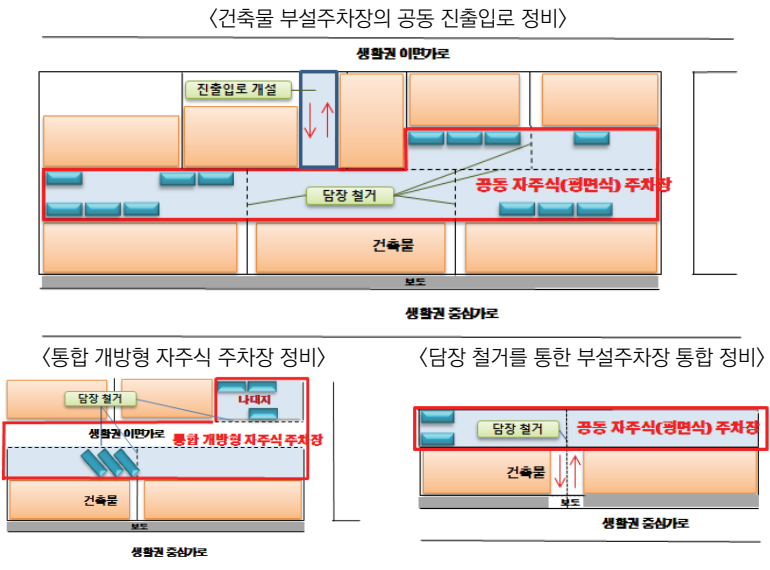 〈건축물 부설주차장의 공동 진출입로 정비〉
생활권 이면가로
진출입로 개설
담장 철거
공동 자주식(평면식) 주차장
건축물
보도
생활권 중심가로
〈통합 개방형 자주식 주차장 정비〉
담장 철거
나대지
생활권 이면가로
통합 개방형 자주식 주차장
건축물
보도
생활권 중심가로
〈담장 철거를 통한 부설주차장 통합 정비〉
담장 철거
공동 자주식(평면식) 주차장
건축물
보도
생활권 중심가로